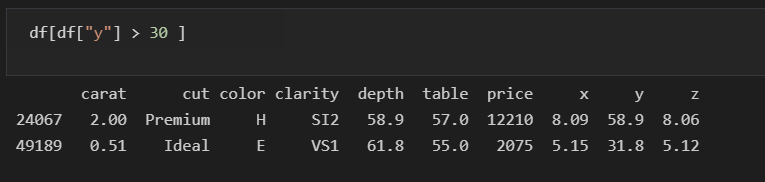 df[df["y"] > 30 ]
carat cut color clarity depth table price x y z
24067 2.00 Premium H SI2 58.9 57.0 12210 8.09 58.9 8.06
49189 0.51 Ideal E VS1 61.8 55.0 2075 5.15 31.8 5.12